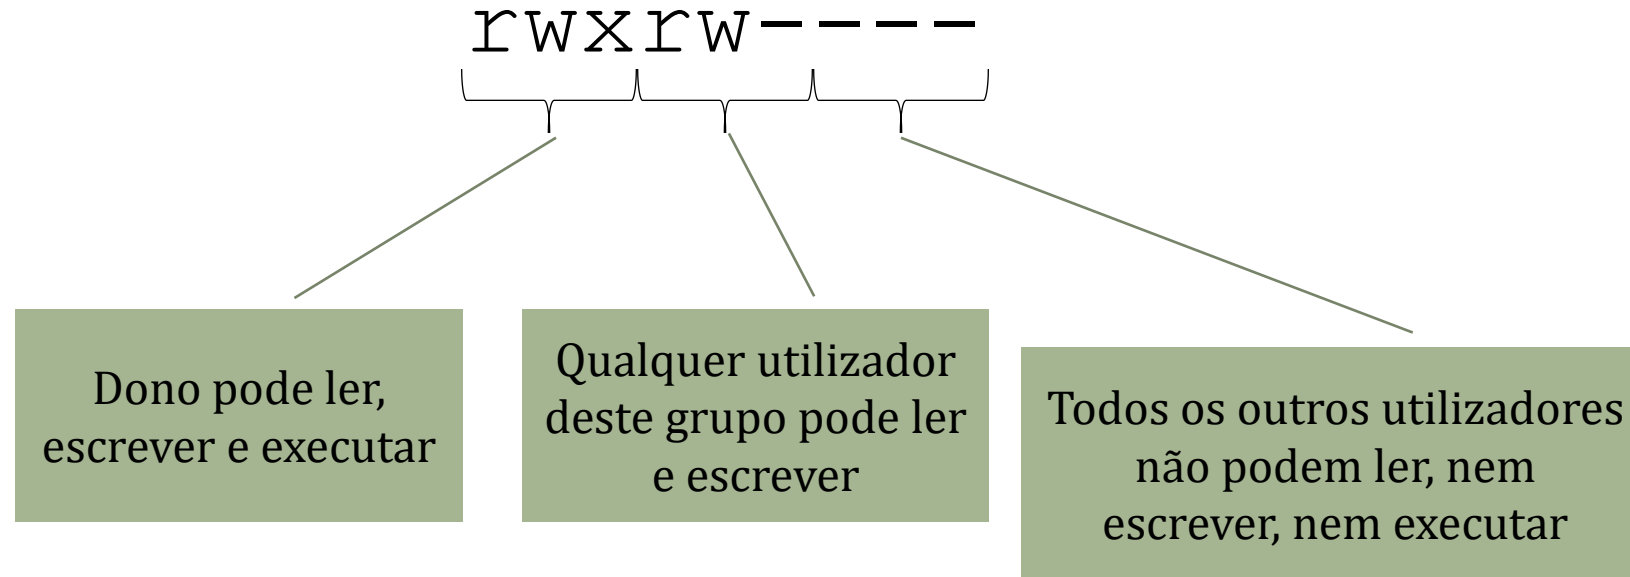 rwxrw----
Dono pode ler,
escrever e executar
Qualquer utilizador
deste grupo pode ler
e escrever
Todos os outros utilizadores
não podem ler, nem
escrever, nem executar